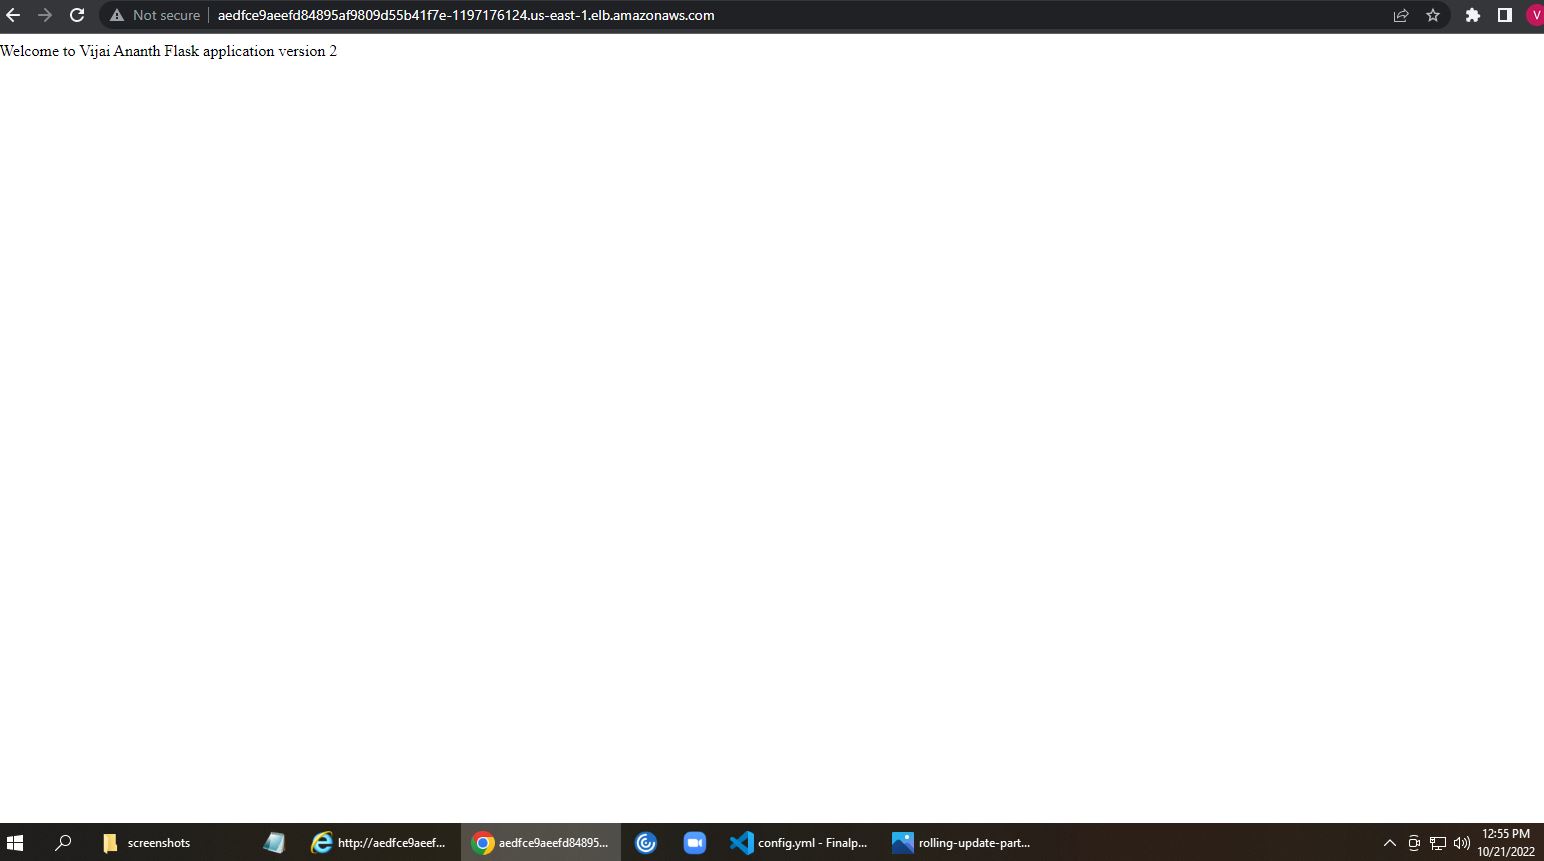 Not secure aedfce9aeefd84895af9809d55b41f7e-1197176124.us-east-1.elb.amazonaws.com
V
Welcome to Vijai Ananth Flask application version 2
screenshots
http://aedfce9aeef...
aedfce9aeefd84895...
config.yml - Finalp...
rolling-update-part...
12:55 PM
10/21/2022